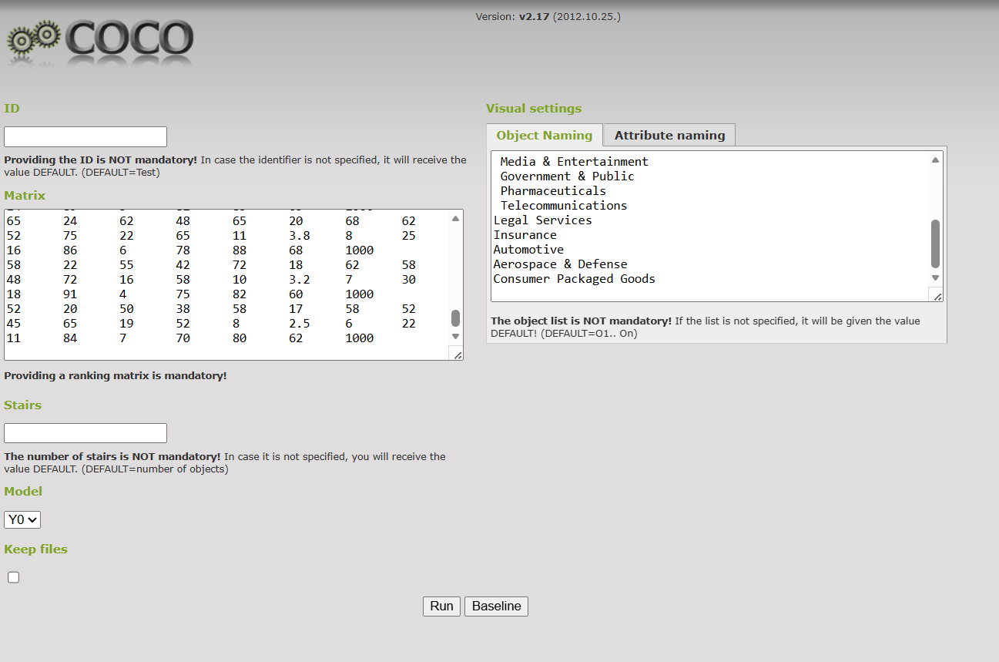 COCO
Version: v2.17 (2012.10.25.)
ID
Providing the ID is NOT mandatory! In case the identifier is not specified, it will receive the
value DEFAULT. (DEFAULT=Test)
Matrix
65 24 62 48 65 20 68 62
52 75 22 65 11 3.8 8 25
16 86 6 78 88 68 1000
58 22 55 42 72 18 62 58
48 72 16 58 10 3.2 7 30
18 91 4 75 82 60 1000
52 20 50 38 58 17 58 52
45 65 19 52 8 2.5 6 22
11 84 7 70 80 62 1000
Providing a ranking matrix is mandatory!
Stairs
The number of stairs is NOT mandatory! In case it is not specified, you will receive the
value DEFAULT. (DEFAULT=number of objects)
Model
Y0
Keep files
Run Baseline
Visual settings
Object Naming Attribute naming
Media & Entertainment
Government & Public
Pharmaceuticals
Telecommunications
Legal Services
Insurance
Automotive
Aerospace & Defense
Consumer Packaged Goods
The object list is NOT mandatory! If the list is not specified, it will be given the value
DEFAULT! (DEFAULT=O1.. On)